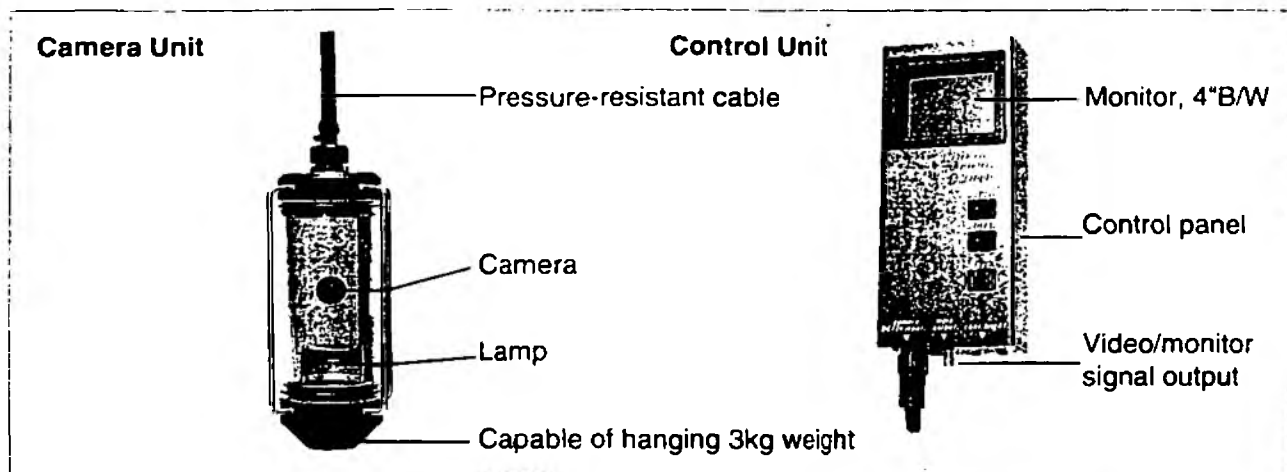 Camera Unit
Pressure-resistant cable
Camera
Lamp
Capable of hanging 3kg weight
Control Unit
Monitor, 4"B/W
Control panel
Video/monitor
signal output